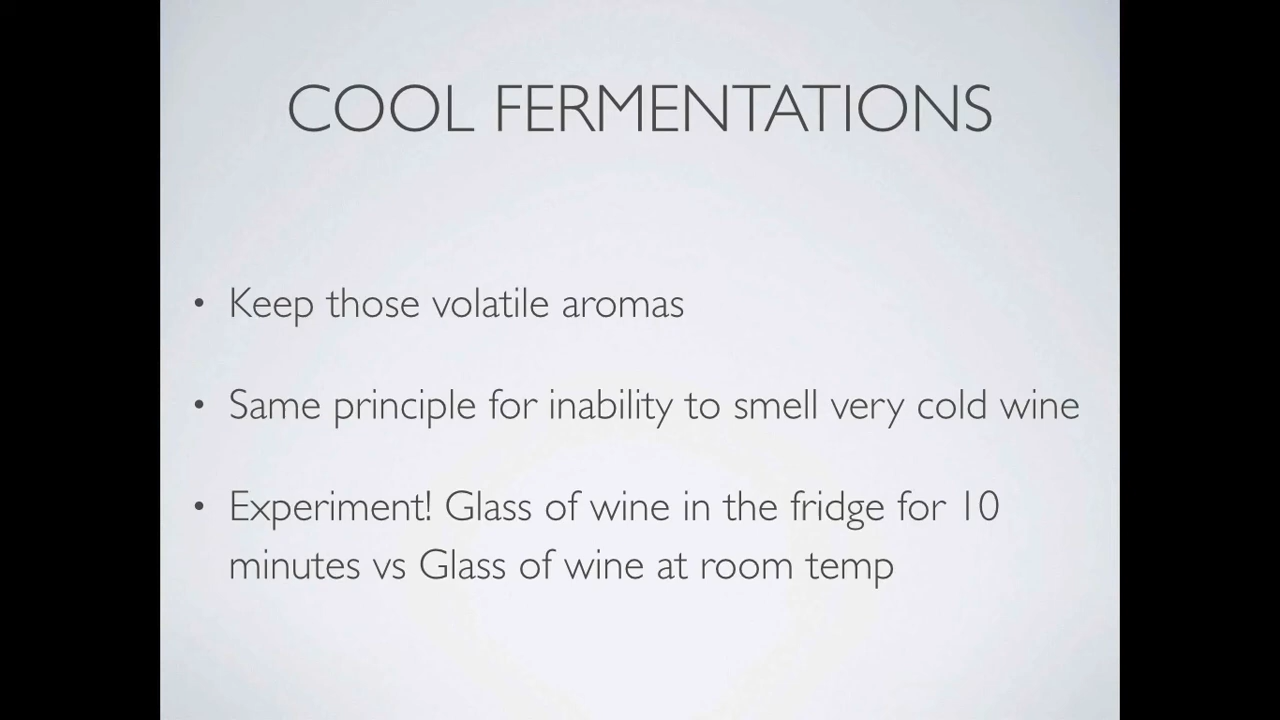 COOL FERMENTATIONS
• Keep those volatile aromas
• Same principle for inability to smell very cold wine
• Experiment! Glass of wine in the fridge for 10
minutes vs Glass of wine at room temp